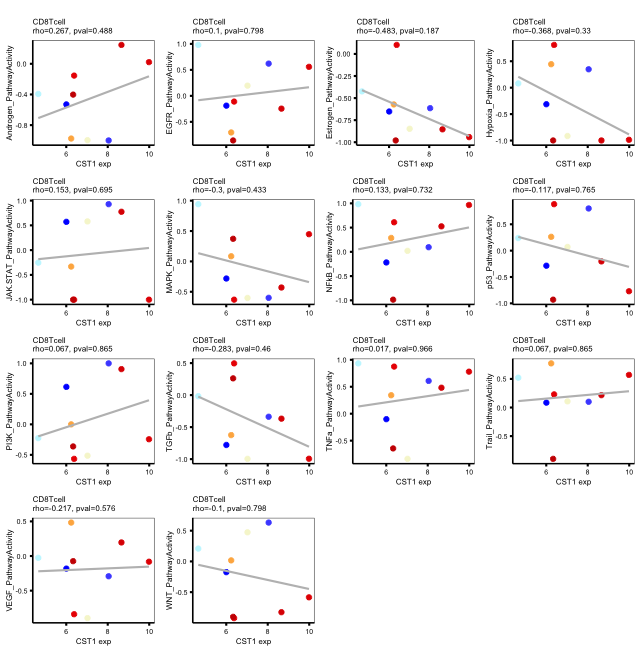 CD8Tcell
rho=0.267, pval=0.488
Androgen_PathwayActivity
0.0
-0.4
-0.8
6
8
10
CST1 exp
CD8Tcell
rho=0.1, pval=0.798
EGFR_PathwayActivity
1.0
0.5
0.0
-0.5
6
8
10
CST1 exp
CD8Tcell
rho=-0.483, pval=0.187
Estrogen_PathwayActivity
0.00
-0.25
-0.50
-0.75
-1.00
6
8
10
CST1 exp
CD8Tcell
rho=-0.368, pval=0.33
Hypoxia_PathwayActivity
0.5
0.0
-0.5
-1.0
6
8
10
CST1 exp
CD8Tcell
rho=0.153, pval=0.695
JAK.STAT_PathwayActivity
1.0
0.5
0.0
-0.5
-1.0
6
8
10
CST1 exp
CD8Tcell
rho=-0.3, pval=0.433
MAPK_PathwayActivity
0.5
0.0
-0.5
6
8
10
CST1 exp
CD8Tcell
rho=0.133, pval=0.732
NFkB_PathwayActivity
1.0
0.5
0.0
-0.5
-1.0
6
8
10
CST1 exp
CD8Tcell
rho=-0.117, pval=0.765
p53_PathwayActivity
0.5
0.0
-0.5
-1.0
6
8
10
CST1 exp
CD8Tcell
rho=0.067, pval=0.865
PI3K_PathwayActivity
1.0
0.5
0.0
-0.5
6
8
10
CST1 exp
CD8Tcell
rho=-0.283, pval=0.46
TGFb_PathwayActivity
0.5
0.0
-0.5
-1.0
6
8
10
CST1 exp
CD8Tcell
rho=0.017, pval=0.966
TNFa_PathwayActivity
1.0
0.5
0.0
-0.5
6
8
10
CST1 exp
CD8Tcell
rho=0.067, pval=0.865
Trail_PathwayActivity
0.5
0.0
-0.5
6
8
10
CST1 exp
CD8Tcell
rho=-0.217, pval=0.576
VEGF_PathwayActivity
0.5
0.0
-0.5
6
8
10
CST1 exp
CD8Tcell
rho=-0.1, pval=0.798
WNT_PathwayActivity
0.5
0.0
-0.5
6
8
10
CST1 exp